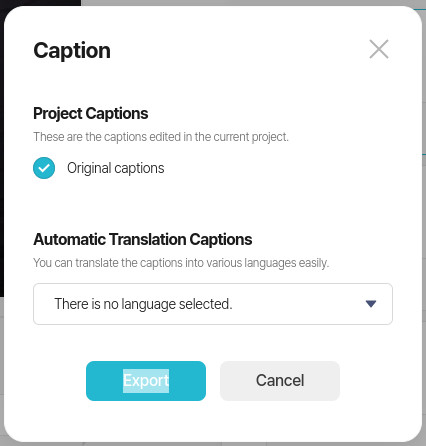 Caption
Project Captions
These are the captions edited in the current project.
Original captions
Automatic Translation Captions
You can translate the captions into various languages easily.
There is no language selected.
Export
Cancel